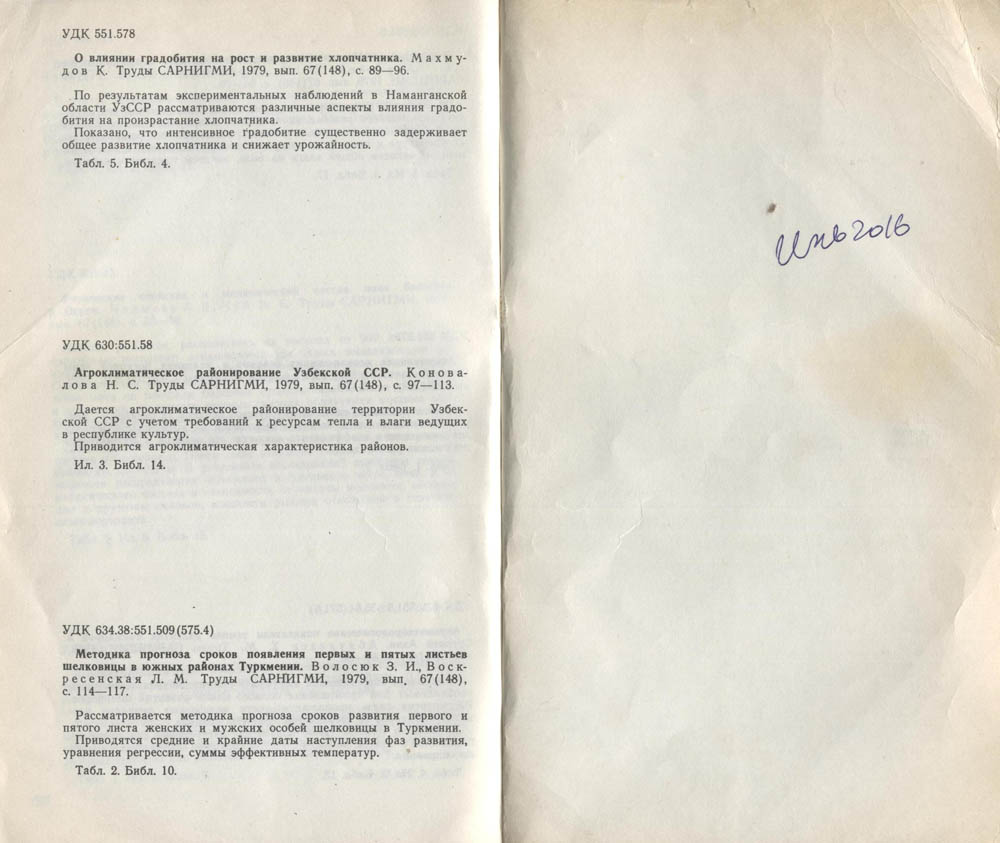 УДК 551.578
О влиянии градобития на рост и развитие хлопчатника. Махму-
дов К. Труды САРНИГМИ, 1979, вып. 67(148), с. 89—96.
По результатам экспериментальных наблюдений в Наманганской
области УзССР рассматриваются различные аспекты влияния градо-
бития на произрастание хлопчатника.
Показано, что интенсивное градобитие существенно задерживает
общее развитие хлопчатника и снижает урожайность.
Табл. 5. Библ. 4.
УДК 630:551.58
Агроклиматическое районирование Узбекской ССР. Конова-
лова Н. С. Труды САРНИГМИ, 1979, вып. 67(148), с. 97—113.
Дается агроклиматическое районирование территории Узбек-
ской ССР с учетом требований к ресурсам тепла и влаги ведущих
в республике культур.
Приводится агроклиматическая характеристика районов.
Ил. 3. Библ. 14.
УДК 634.38:551.509(575.4)
Методика прогноза сроков появления первых и пятых листьев
шелковицы в южных районах Туркмении. Волосюк З. И., Воск-
ресенская Л. М. Труды САРНИГМИ, 1979, вып. 67(148),
с. 114—117.
Рассматривается методика прогноза сроков развития первого и
пятого листа женских и мужских особей шелковицы в Туркмении.
Приводятся средние и крайние даты наступления фаз развития,
уравнения регрессии, суммы эффективных температур.
Табл. 2. Библ. 10.
2016